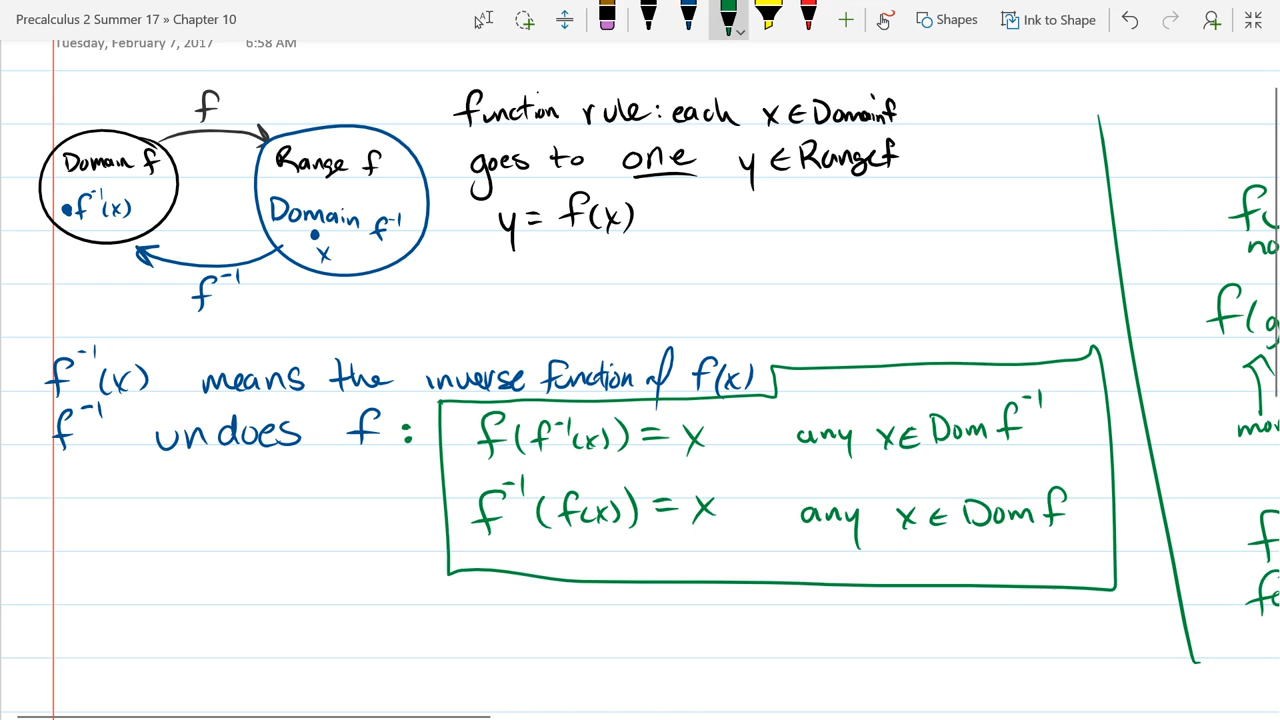 Precalculus 2 Summer 17 » Chapter 10
Shapes
Ink to Shape
Tuesday, February 7, 2017 6:58 AM
f
Domain f
•f⁻¹(x)
Range f
Domain f⁻¹
x
f⁻¹
function rule: each x ∈ Domain f
goes to one y ∈ Range f
y = f(x)
f⁻¹(x) means the inverse function of f(x)
f⁻¹ undoes f:
f(f⁻¹(x)) = x any x ∈ Dom f⁻¹
f⁻¹(f(x)) = x any x ∈ Dom f
f(g